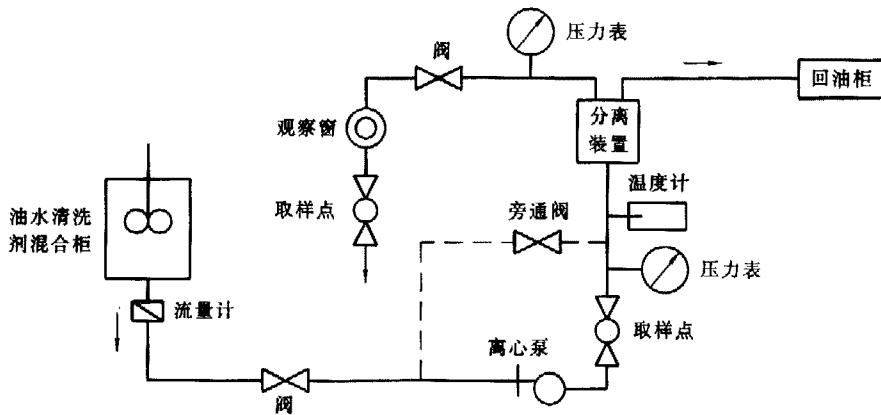 阀
压力表
回油柜
观察窗
分离
装置
温度计
取样点
旁通阀
油水清洗
剂混合柜
压力表
流量计
取样点
离心泵
阀